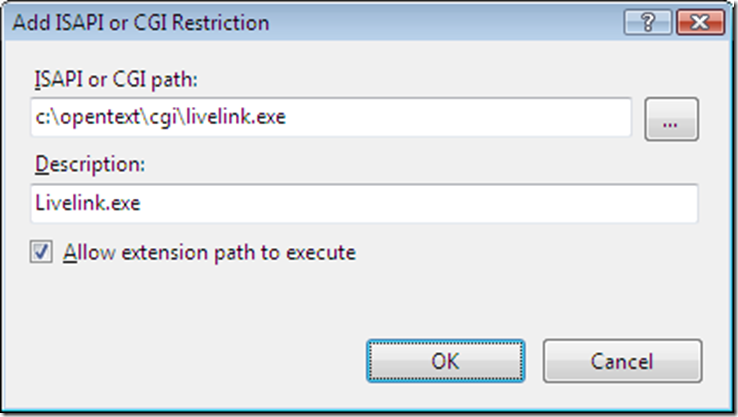 Add ISAPI or CGI Restriction
?
ISAPI or CGI path:
c:\opentext\cgi\livelink.exe
...
Description:
Livelink.exe
Allow extension path to execute
OK Cancel